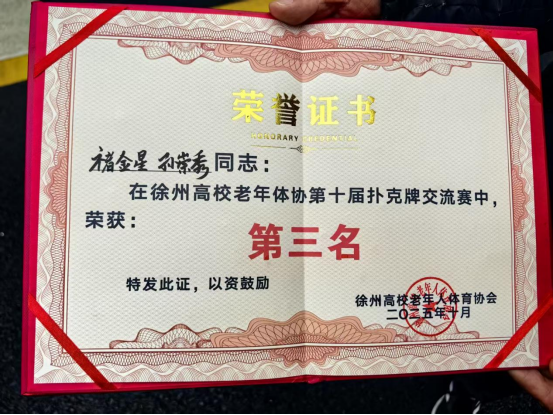 荣誉证书
HONORARY CREDENTIAL
褚金星 孙崇秀同志：
在徐州高校老年体协第十届扑克牌交流赛中，
荣获：
第三名
特发此证，以资鼓励
徐州高校老年人体育协会
二〇二五年十月